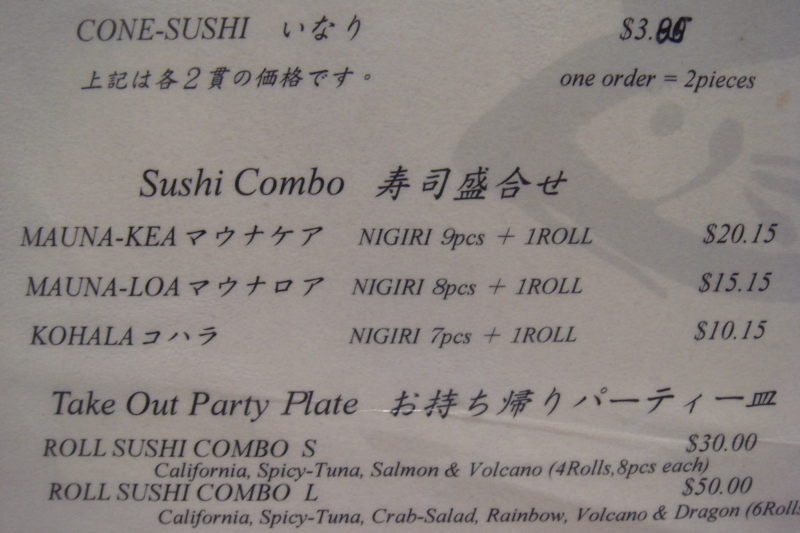 CONE-SUSHI いなり
上記は各2貫の価格です。 one order = 2pieces
Sushi Combo 寿司盛合せ
MAUNA-KEA マウナケア NIGIRI 9pcs + 1ROLL $20.15
MAUNA-LOA マウナロア NIGIRI 8pcs + 1ROLL $15.15
KOHALA コハラ NIGIRI 7pcs + 1ROLL $10.15
Take Out Party Plate お持ち帰りパーティー皿
ROLL SUSHI COMBO S $30.00
California, Spicy-Tuna, Salmon & Volcano (4Rolls,8pcs each)
ROLL SUSHI COMBO L $50.00
California, Spicy-Tuna, Crab-Salad, Rainbow, Volcano & Dragon (6Rolls